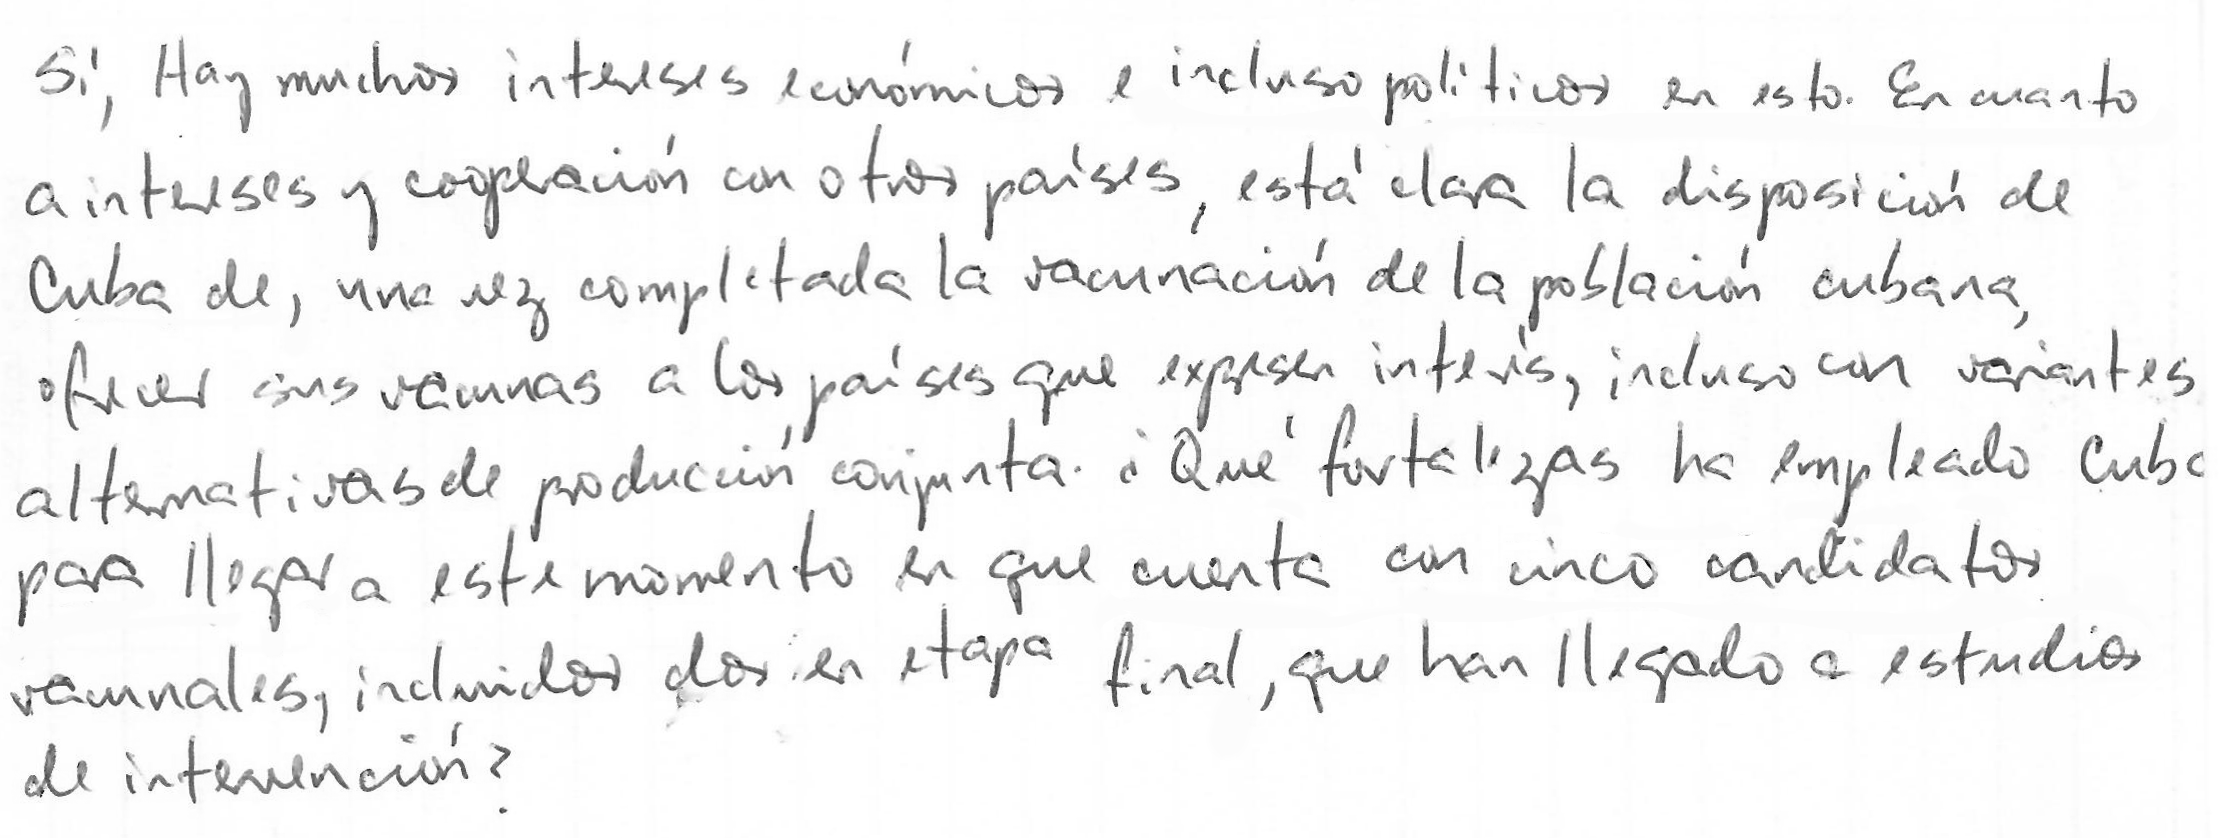 Sí, Hay muchos intereses económicos e incluso políticos en esto. En cuanto
a intereses y cooperación con otros países, está clara la disposición de
Cuba de, una vez completada la vacunación de la población cubana,
ofrecer sus vacunas a los países que expresen interés, incluso con variantes
alternativas de producción conjunta. ¿Qué fortalezas ha empleado Cuba
para llegar a este momento en que cuenta con cinco candidatos
vacunales, incluidos dos en etapa final, que han llegado a estudios
de intervención?